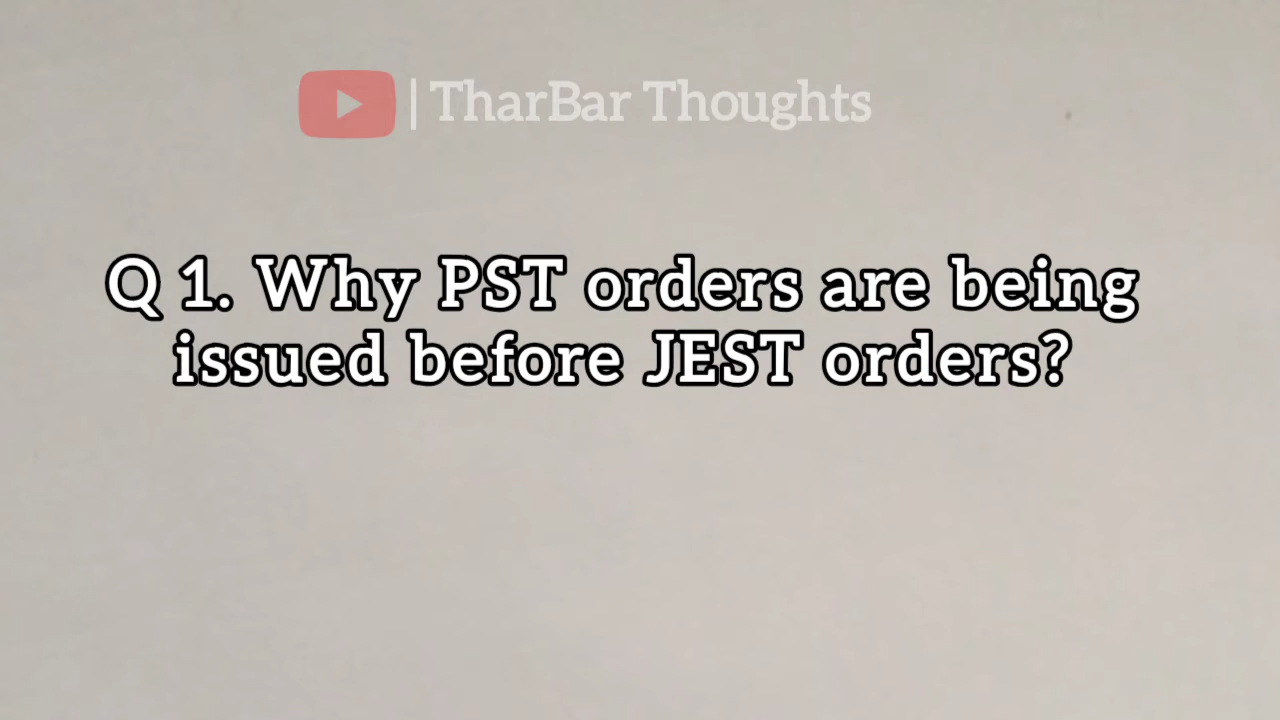 | TharBar Thoughts
Q 1. Why PST orders are being
issued before JEST orders?